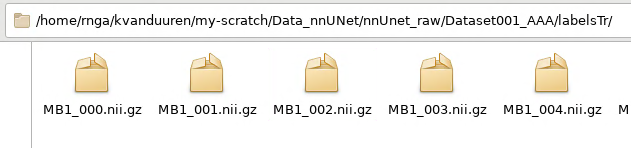 /home/rnga/kvanduuren/my-scratch/Data_nnUNet/nnUnet_raw/Dataset001_AAA/labelsTr/
MB1_000.nii.gz MB1_001.nii.gz MB1_002.nii.gz MB1_003.nii.gz MB1_004.nii.gz M